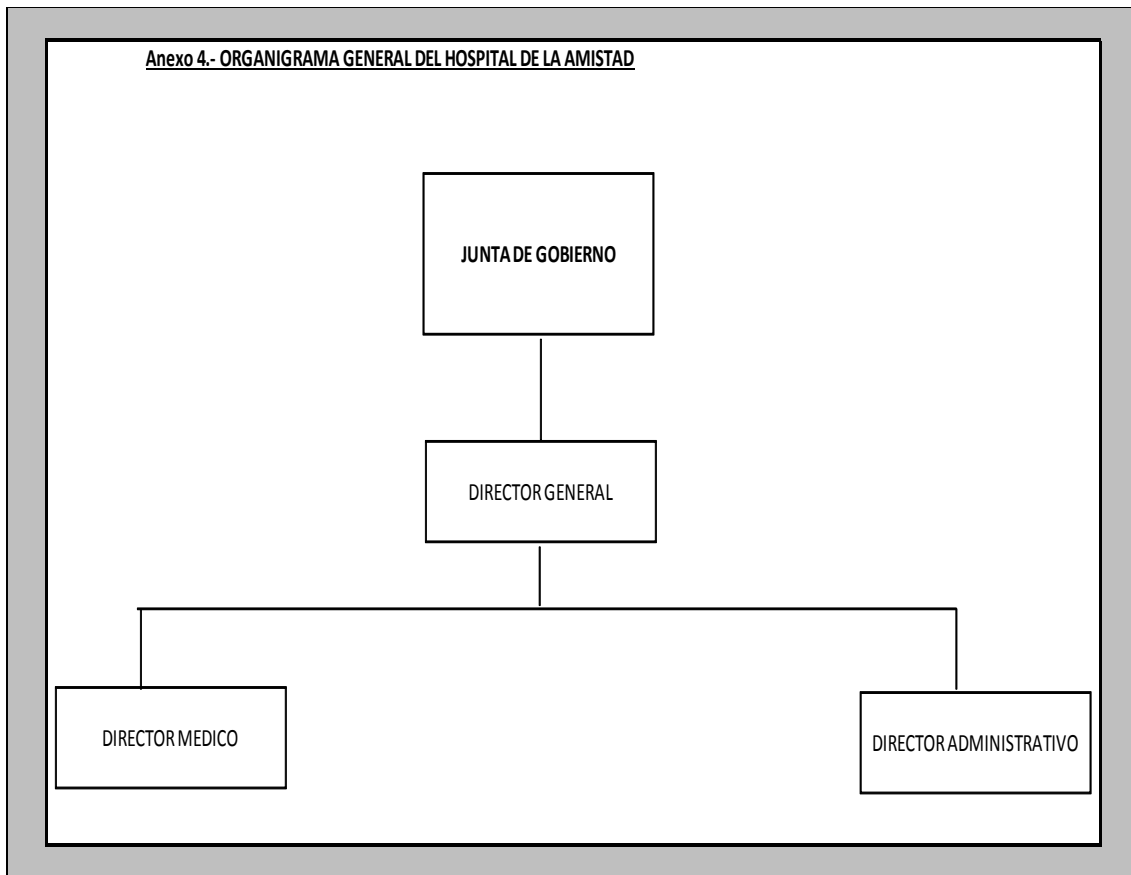 Anexo 4.- ORGANIGRAMA GENERAL DEL HOSPITAL DE LA AMISTAD
JUNTA DE GOBIERNO
DIRECTOR GENERAL
DIRECTOR MEDICO
DIRECTOR ADMINISTRATIVO